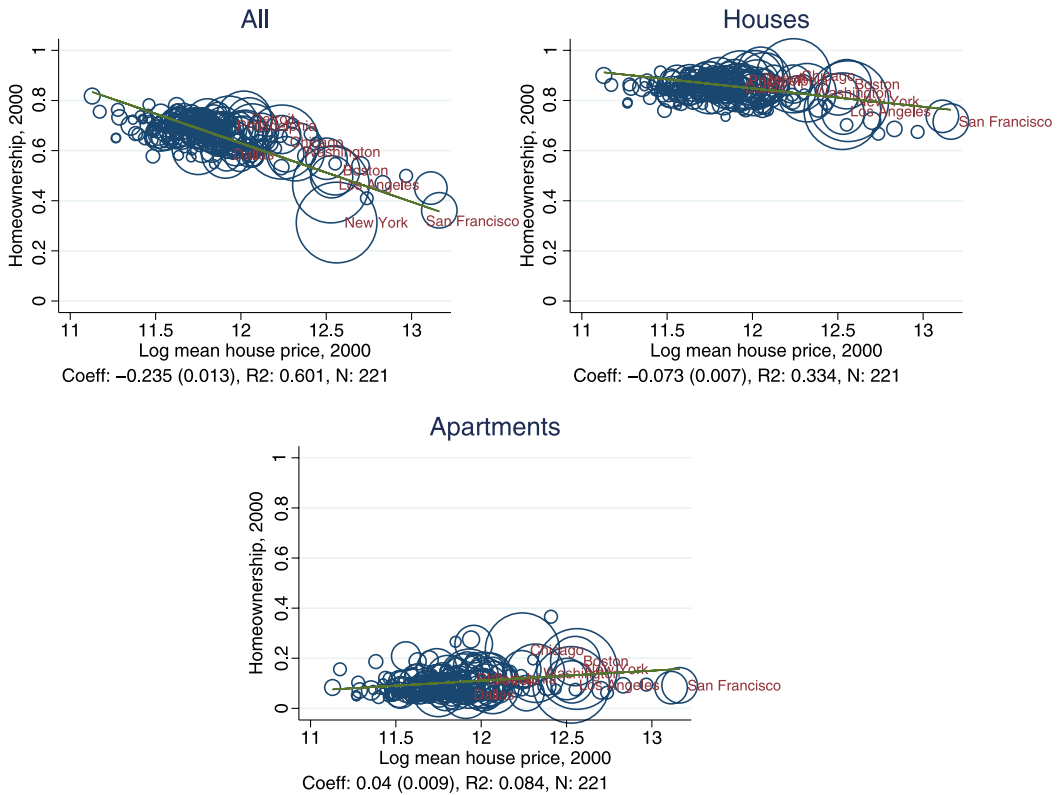 All
Homeownership, 2000
1
0.8
0.6
0.4
0.2
0
Detroit
Philadelphia
Dallas
Chicago
Washington
Boston
Los Angeles
New York
San Francisco
11
11.5
12
12.5
13
Log mean house price, 2000
Coeff: −0.235 (0.013), R2: 0.601, N: 221
Houses
Homeownership, 2000
1
0.8
0.6
0.4
0.2
0
Chicago
Boston
Washington
New York
Los Angeles
San Francisco
11
11.5
12
12.5
13
Log mean house price, 2000
Coeff: −0.073 (0.007), R2: 0.334, N: 221
Apartments
Homeownership, 2000
1
0.8
0.6
0.4
0.2
0
Chicago
Boston
New York
Washington
Los Angeles
Dallas
San Francisco
11
11.5
12
12.5
13
Log mean house price, 2000
Coeff: 0.04 (0.009), R2: 0.084, N: 221